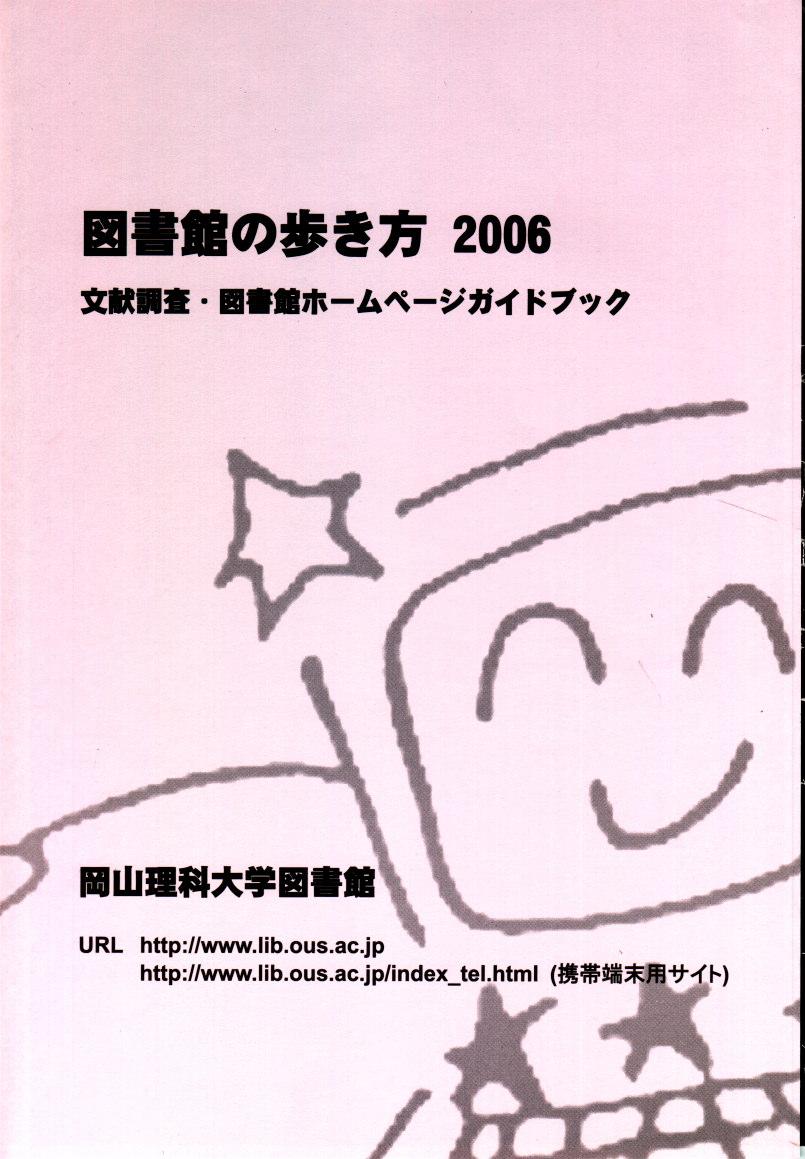 図書館の歩き方 2006
文献調査・図書館ホームページガイドブック
岡山理科大学図書館
URL http://www.lib.ous.ac.jp
http://www.lib.ous.ac.jp/index_tel.html (携帯端末用サイト)